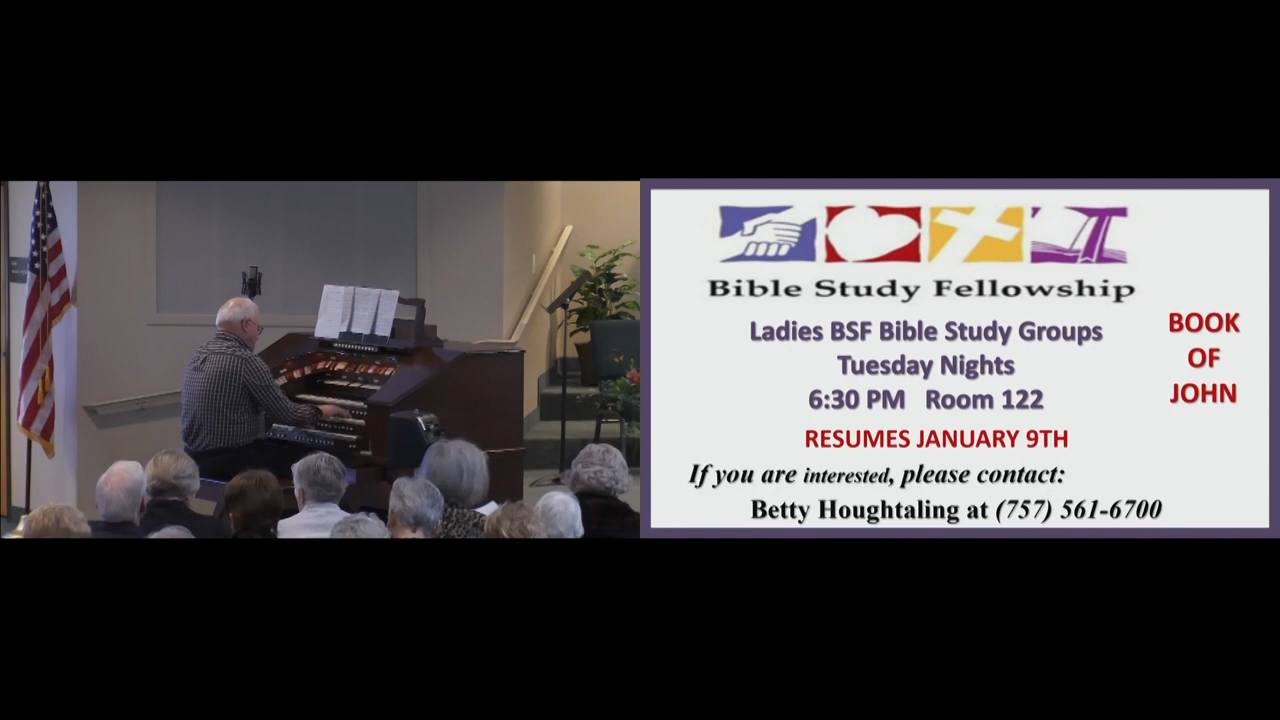 Bible Study Fellowship
Ladies BSF Bible Study Groups
Tuesday Nights
6:30 PM Room 122
RESUMES JANUARY 9TH
If you are interested, please contact:
Betty Houghtaling at (757) 561-6700
BOOK
OF
JOHN